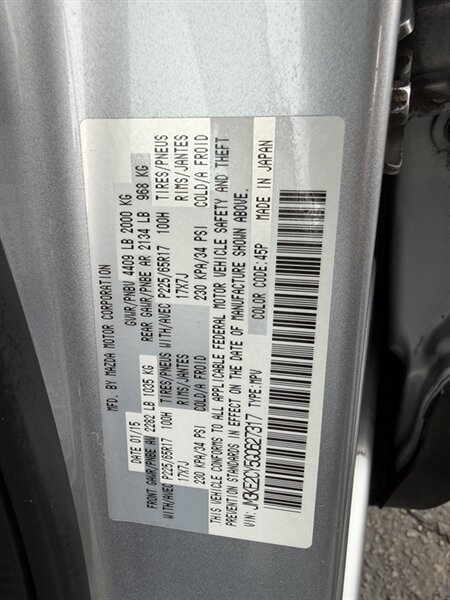 MFD. BY MAZDA MOTOR CORPORATION
DATE 01/15 GVWR/PNBV 4409 LB 2000 KG
FRONT GAWR/PNBE AV 2282 LB 1035 KG REAR GAWR/PNBE AR 2134 LB 968 KG
WITH/AVEC P225/65R17 100H TIRES/PNEUS WITH/AVEC P225/65R17 100H TIRES/PNEUS
17X7J RIMS/JANTES 17X7J RIMS/JANTES
230 KPA/34 PSI COLD/A FROID 230 KPA/34 PSI COLD/A FROID
THIS VEHICLE CONFORMS TO ALL APPLICABLE FEDERAL MOTOR VEHICLE SAFETY AND THEFT
PREVENTION STANDARDS IN EFFECT ON THE DATE OF MANUFACTURE SHOWN ABOVE.
VIN: JM3KE2CY5G0627317 TYPE: MPV COLOR CODE: 45P MADE IN JAPAN